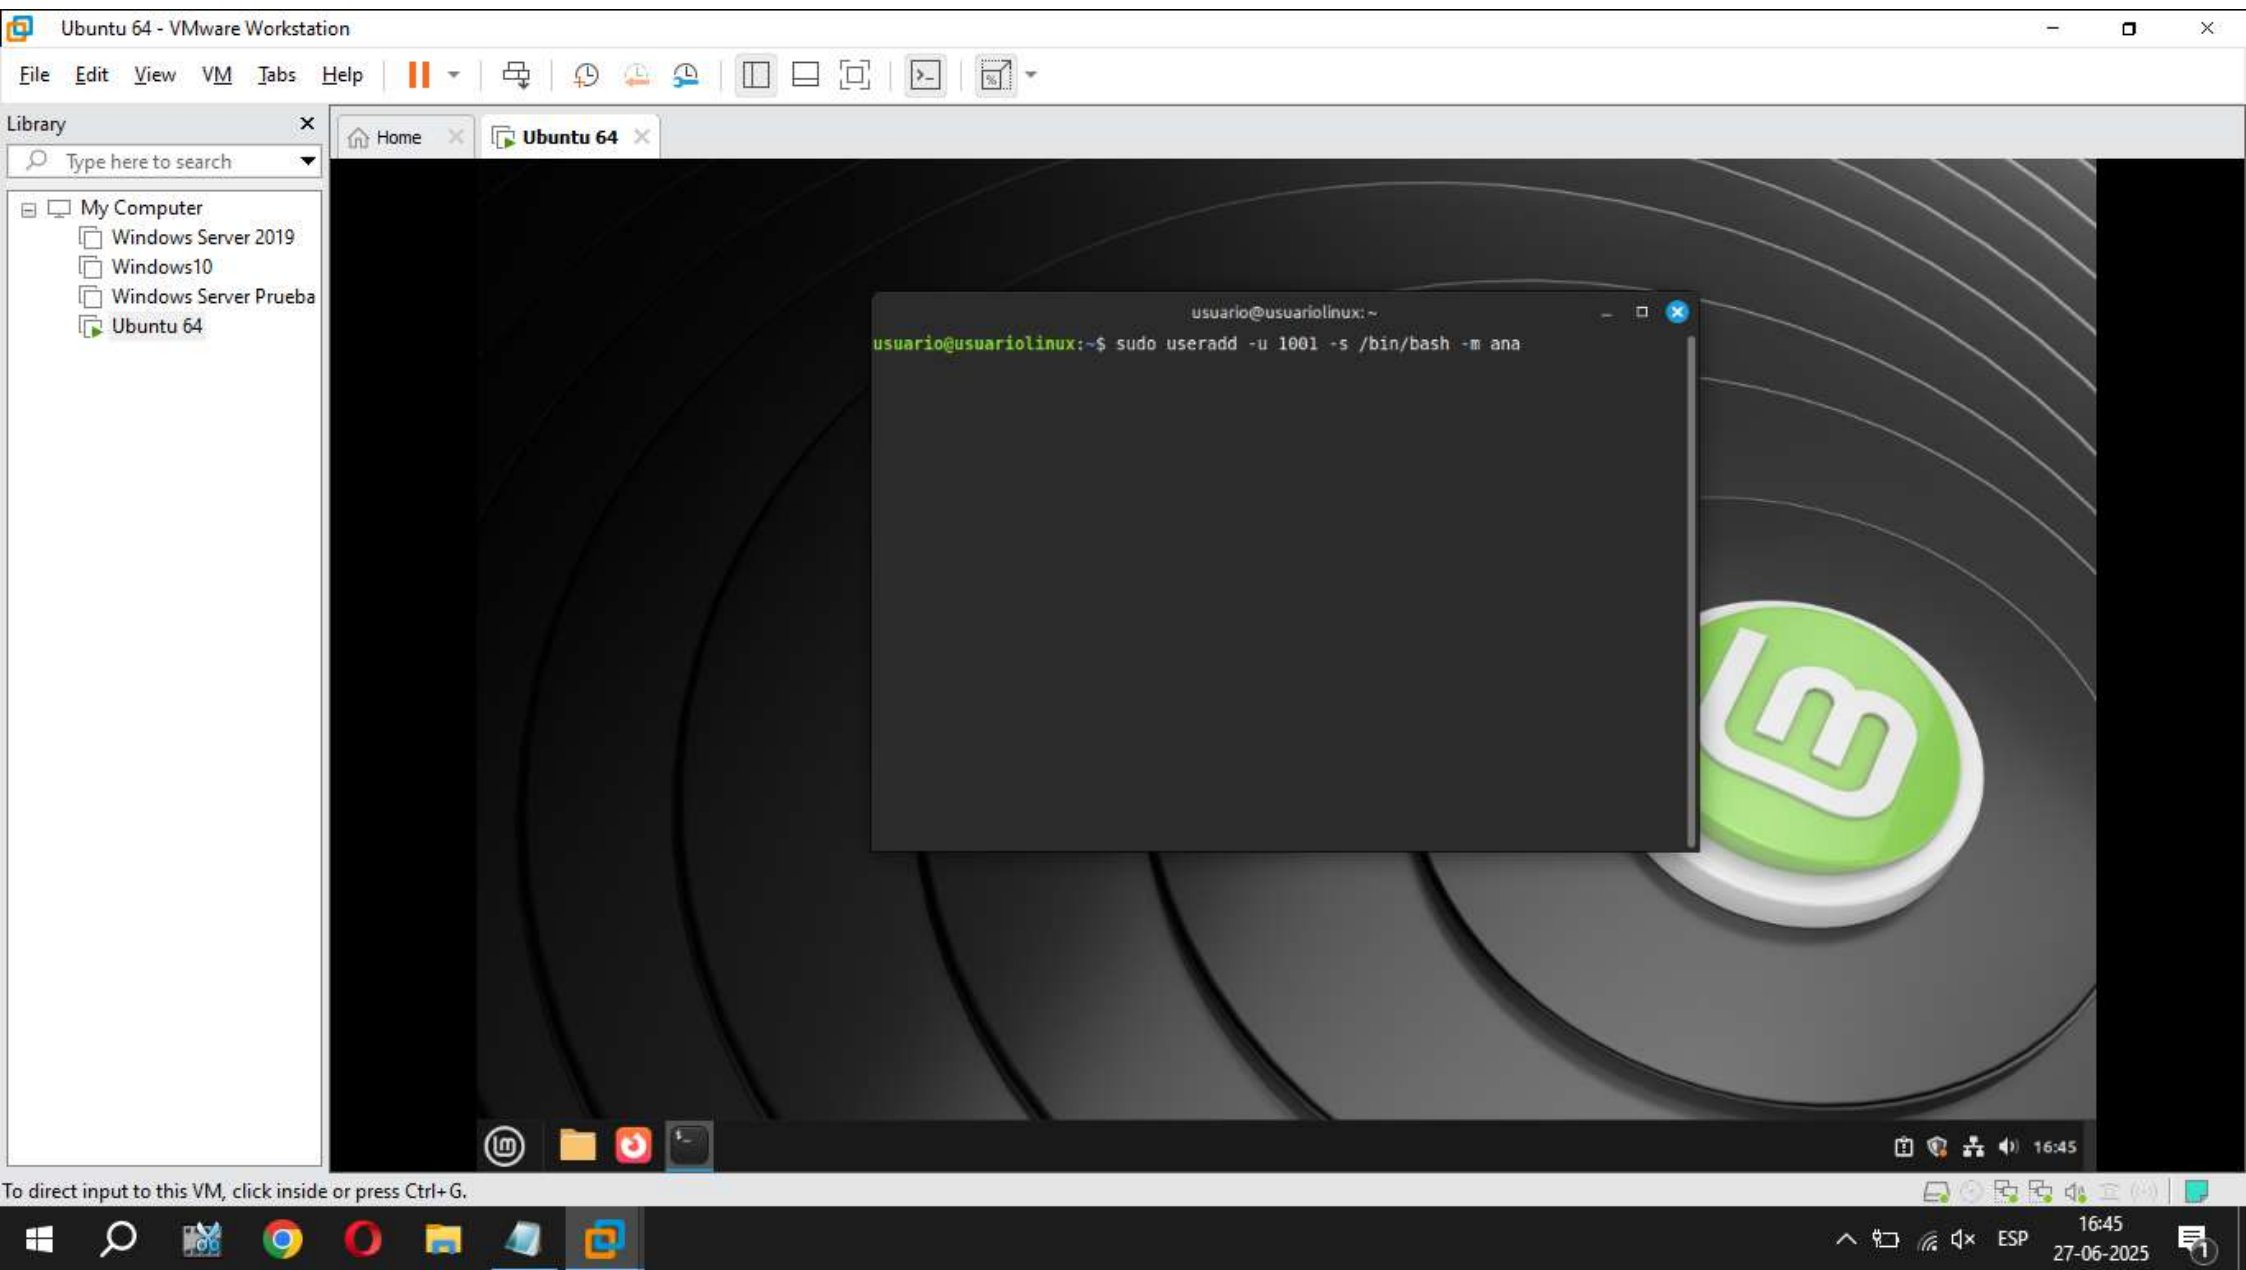 Ubuntu 64 - VMware Workstation
File Edit View VM Tabs Help
Library
Home
Ubuntu 64
Type here to search
My Computer
Windows Server 2019
Windows10
Windows Server Prueba
Ubuntu 64
usuario@usuariolinux: ~
usuario@usuariolinux:~$ sudo useradd -u 1001 -s /bin/bash -m ana
16:45
To direct input to this VM, click inside or press Ctrl+G.
ESP
16:45
27-06-2025
1